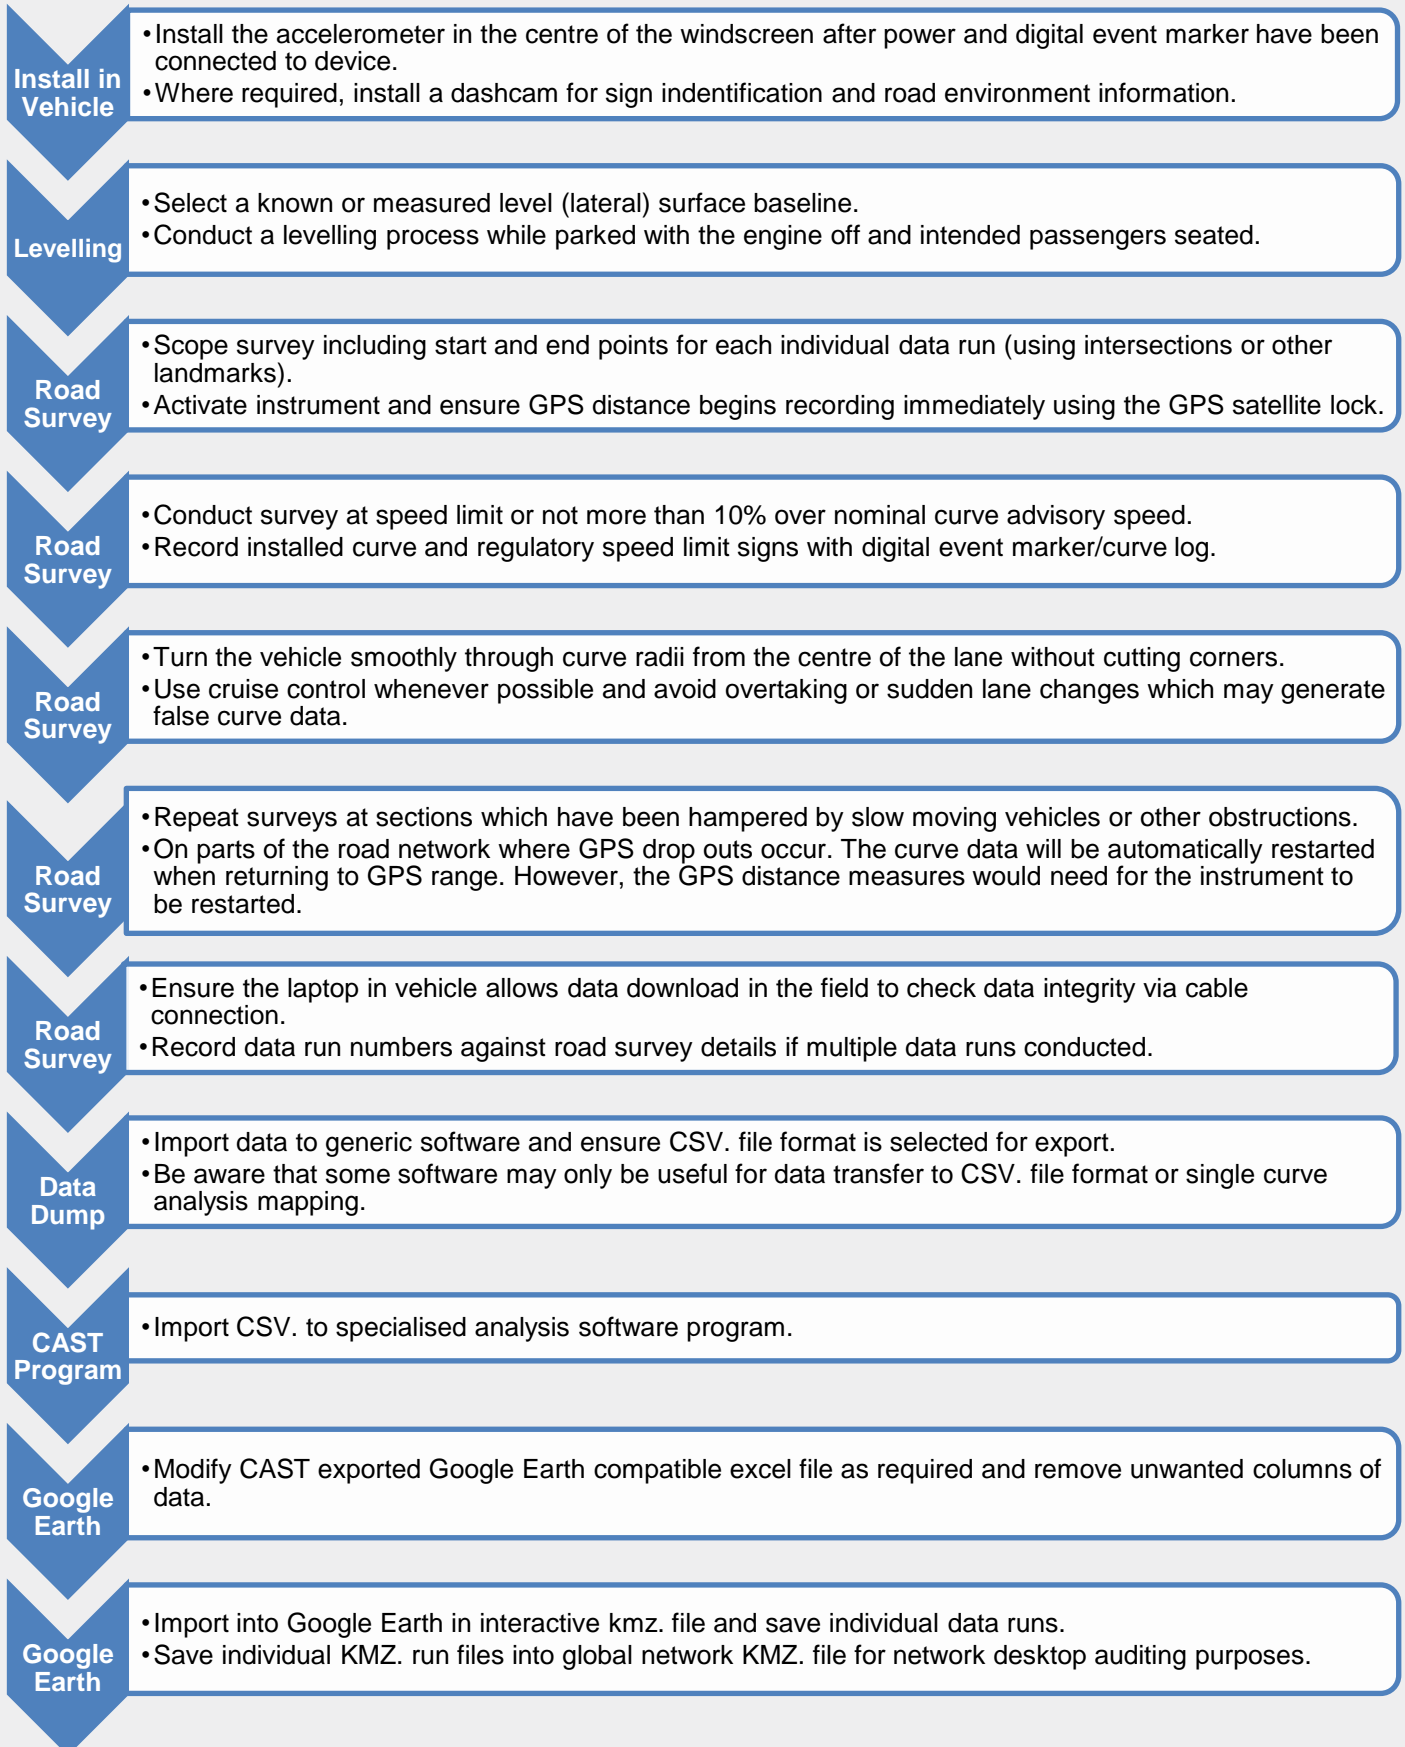 Install in
Vehicle
•Install the accelerometer in the centre of the windscreen after power and digital event marker have been
connected to device.
•Where required, install a dashcam for sign indentification and road environment information.
Levelling
•Select a known or measured level (lateral) surface baseline.
•Conduct a levelling process while parked with the engine off and intended passengers seated.
Road
Survey
•Scope survey including start and end points for each individual data run (using intersections or other
landmarks).
•Activate instrument and ensure GPS distance begins recording immediately using the GPS satellite lock.
Road
Survey
•Conduct survey at speed limit or not more than 10% over nominal curve advisory speed.
•Record installed curve and regulatory speed limit signs with digital event marker/curve log.
Road
Survey
•Turn the vehicle smoothly through curve radii from the centre of the lane without cutting corners.
•Use cruise control whenever possible and avoid overtaking or sudden lane changes which may generate
false curve data.
Road
Survey
•Repeat surveys at sections which have been hampered by slow moving vehicles or other obstructions.
•On parts of the road network where GPS drop outs occur. The curve data will be automatically restarted
when returning to GPS range. However, the GPS distance measures would need for the instrument to
be restarted.
Road
Survey
•Ensure the laptop in vehicle allows data download in the field to check data integrity via cable
connection.
•Record data run numbers against road survey details if multiple data runs conducted.
Data
Dump
•Import data to generic software and ensure CSV. file format is selected for export.
•Be aware that some software may only be useful for data transfer to CSV. file format or single curve
analysis mapping.
CAST
Program
•Import CSV. to specialised analysis software program.
Google
Earth
•Modify CAST exported Google Earth compatible excel file as required and remove unwanted columns of
data.
Google
Earth
•Import into Google Earth in interactive kmz. file and save individual data runs.
•Save individual KMZ. run files into global network KMZ. file for network desktop auditing purposes.